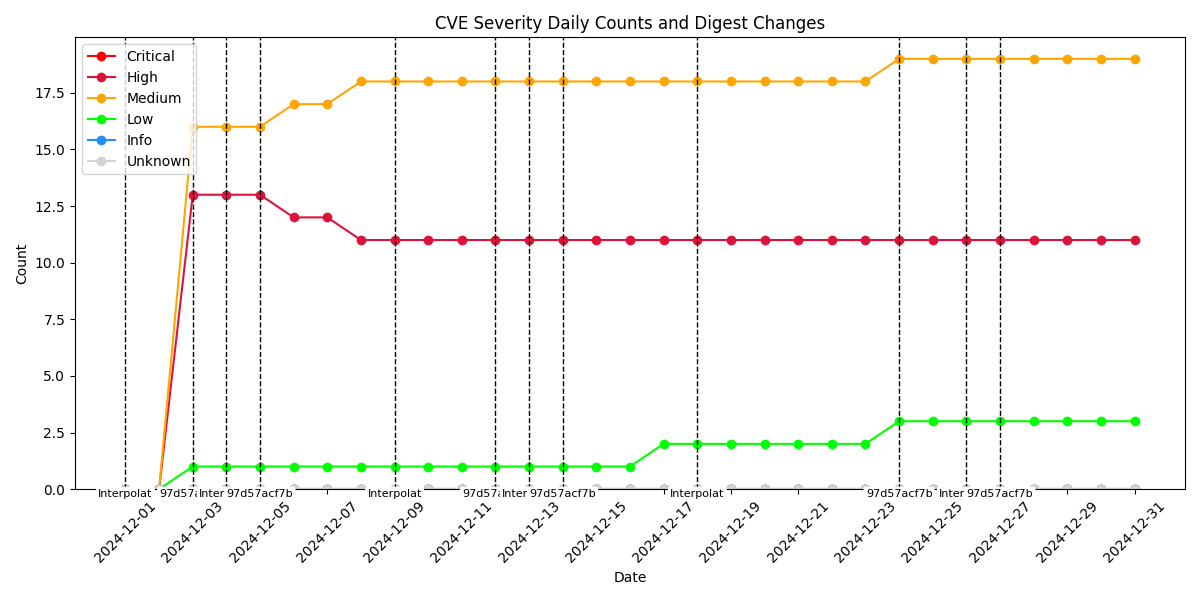 CVE Severity Daily Counts and Digest Changes
Critical
High
Medium
Low
Info
Unknown
Count
17.5
15.0
12.5
10.0
7.5
5.0
2.5
0.0
Interpolat 97d57a Inter 97d57acf7b Interpolat 97d57a Inter 97d57acf7b Interpolat 97d57acf7b Inter 97d57acf7b
2024-12-01 2024-12-03 2024-12-05 2024-12-07 2024-12-09 2024-12-11 2024-12-13 2024-12-15 2024-12-17 2024-12-19 2024-12-21 2024-12-23 2024-12-25 2024-12-27 2024-12-29 2024-12-31
Date